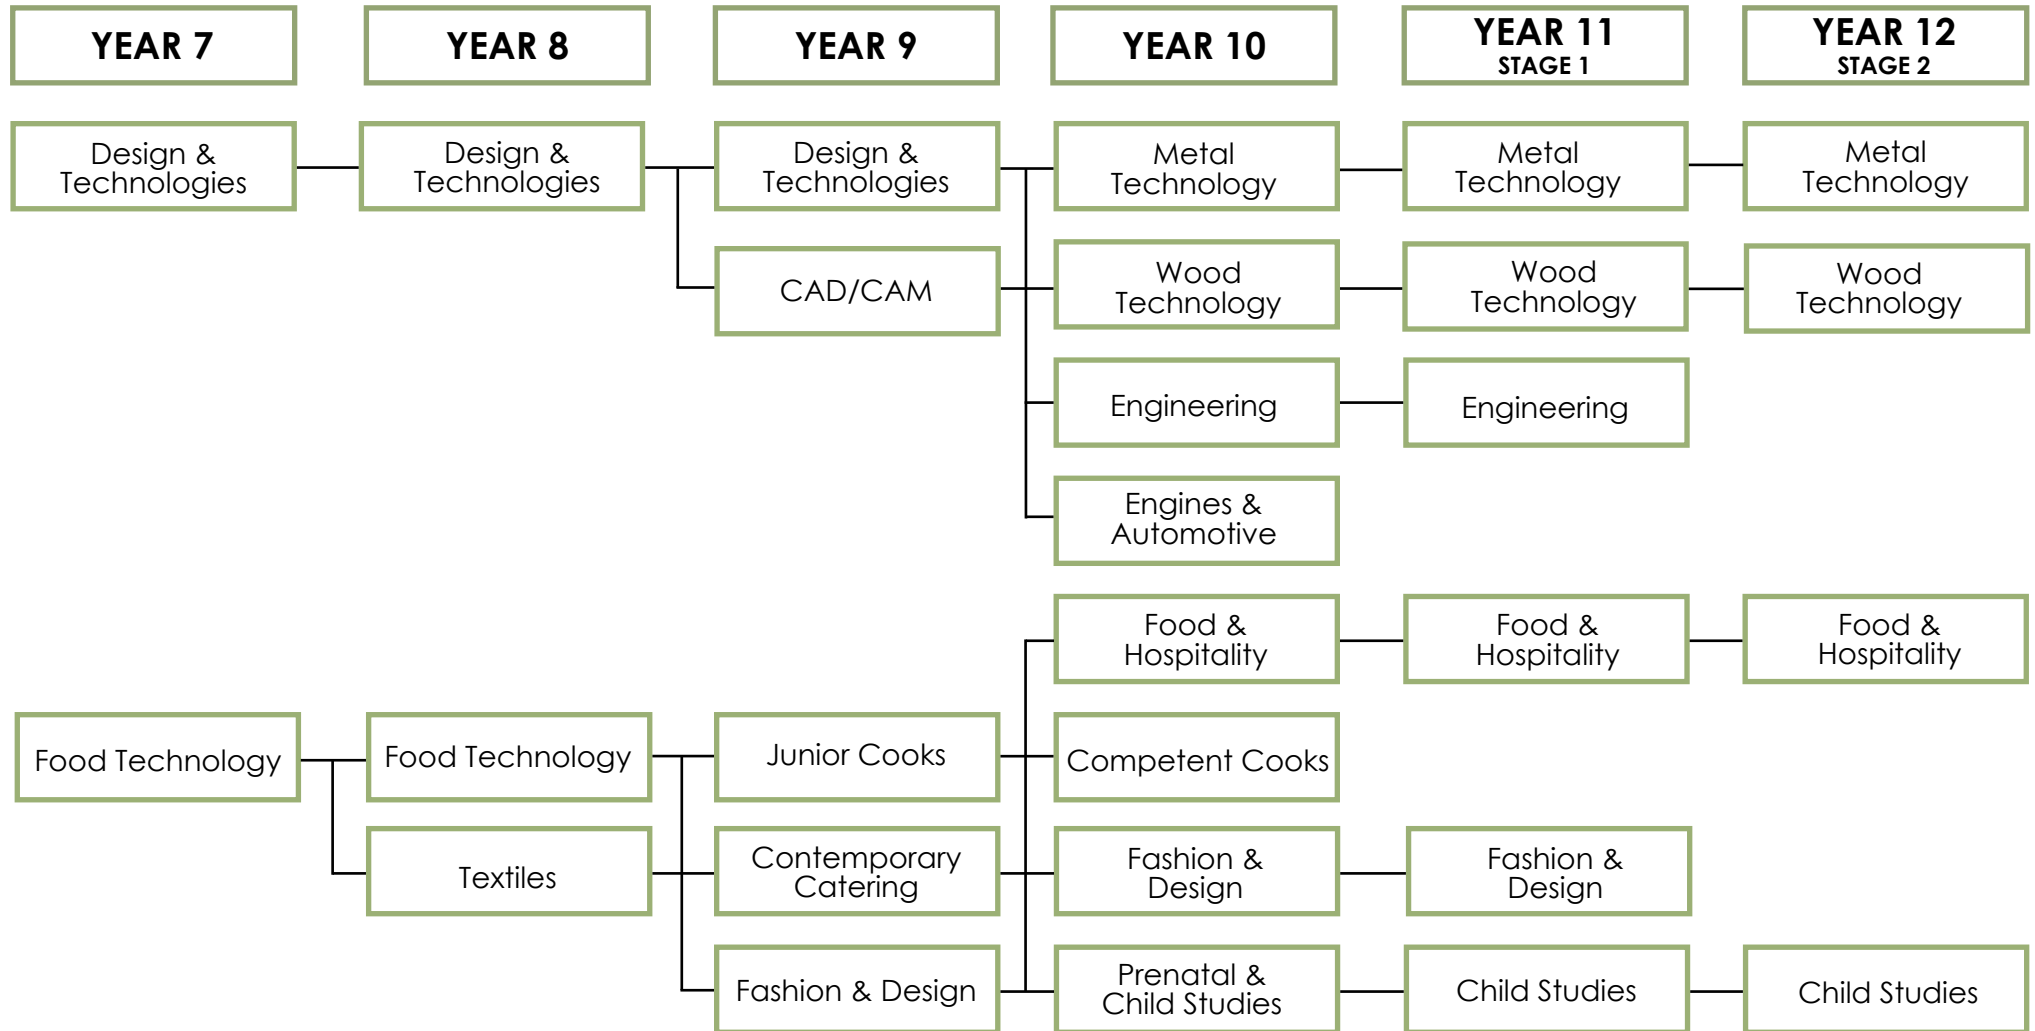 YEAR 7
YEAR 8
YEAR 9
YEAR 10
YEAR 11
STAGE 1
YEAR 12
STAGE 2
Design &
Technologies
Design &
Technologies
Design &
Technologies
Metal
Technology
Metal
Technology
Metal
Technology
CAD/CAM
Wood
Technology
Wood
Technology
Wood
Technology
Engineering
Engineering
Engines &
Automotive
Food &
Hospitality
Food &
Hospitality
Food &
Hospitality
Food Technology
Food Technology
Junior Cooks
Competent Cooks
Textiles
Contemporary
Catering
Fashion &
Design
Fashion &
Design
Fashion & Design
Prenatal &
Child Studies
Child Studies
Child Studies